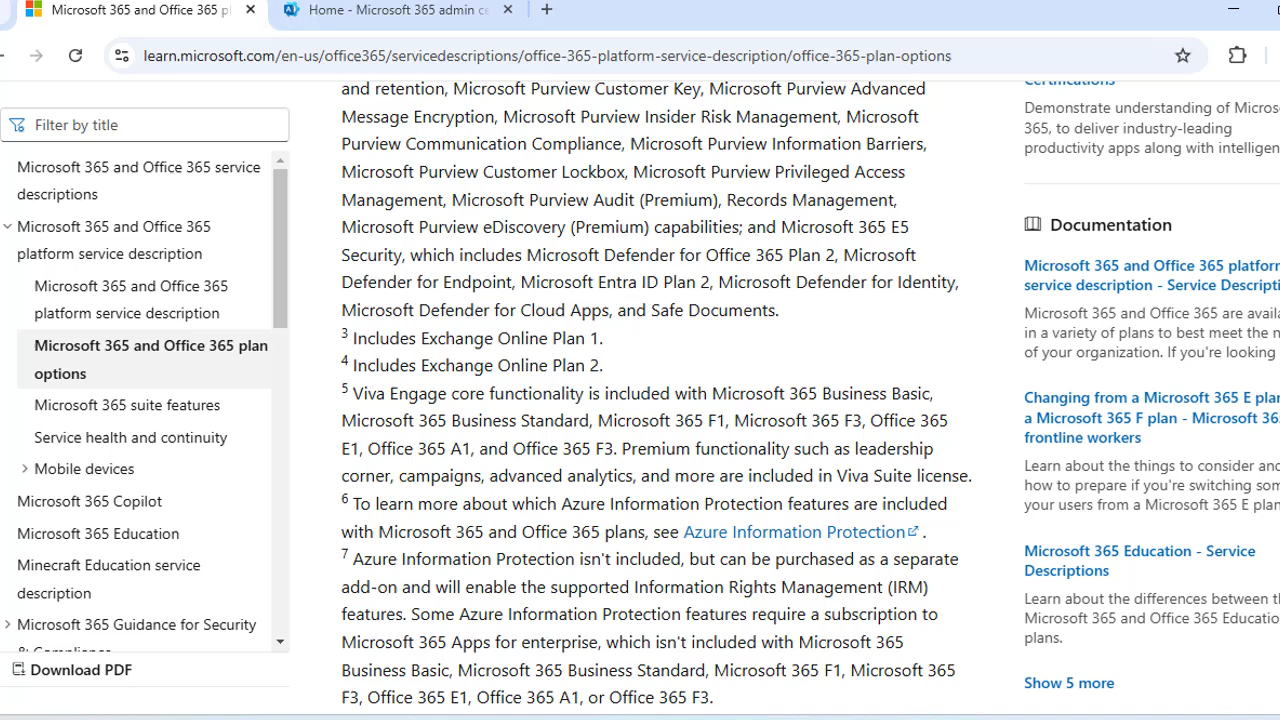 Microsoft 365 and Office 365 pl
Home - Microsoft 365 admin ce
learn.microsoft.com/en-us/office365/servicedescriptions/office-365-platform-service-description/office-365-plan-options
Filter by title
Microsoft 365 and Office 365 service
descriptions
Microsoft 365 and Office 365
platform service description
Microsoft 365 and Office 365
platform service description
Microsoft 365 and Office 365 plan
options
Microsoft 365 suite features
Service health and continuity
Mobile devices
Microsoft 365 Copilot
Microsoft 365 Education
Minecraft Education service
description
Microsoft 365 Guidance for Security
& Compliance
Download PDF
and retention, Microsoft Purview Customer Key, Microsoft Purview Advanced
Message Encryption, Microsoft Purview Insider Risk Management, Microsoft
Purview Communication Compliance, Microsoft Purview Information Barriers,
Microsoft Purview Customer Lockbox, Microsoft Purview Privileged Access
Management, Microsoft Purview Audit (Premium), Records Management,
Microsoft Purview eDiscovery (Premium) capabilities; and Microsoft 365 E5
Security, which includes Microsoft Defender for Office 365 Plan 2, Microsoft
Defender for Endpoint, Microsoft Entra ID Plan 2, Microsoft Defender for Identity,
Microsoft Defender for Cloud Apps, and Safe Documents.
3 Includes Exchange Online Plan 1.
4 Includes Exchange Online Plan 2.
5 Viva Engage core functionality is included with Microsoft 365 Business Basic,
Microsoft 365 Business Standard, Microsoft 365 F1, Microsoft 365 F3, Office 365
E1, Office 365 A1, and Office 365 F3. Premium functionality such as leadership
corner, campaigns, advanced analytics, and more are included in Viva Suite license.
6 To learn more about which Azure Information Protection features are included
with Microsoft 365 and Office 365 plans, see Azure Information Protection .
7 Azure Information Protection isn't included, but can be purchased as a separate
add-on and will enable the supported Information Rights Management (IRM)
features. Some Azure Information Protection features require a subscription to
Microsoft 365 Apps for enterprise, which isn't included with Microsoft 365
Business Basic, Microsoft 365 Business Standard, Microsoft 365 F1, Microsoft 365
F3, Office 365 E1, Office 365 A1, or Office 365 F3.
Certifications
Demonstrate understanding of Micros
365, to deliver industry-leading
productivity apps along with intelligen
Documentation
Microsoft 365 and Office 365 platform
service description - Service Descripti
Microsoft 365 and Office 365 are availa
in a variety of plans to best meet the n
of your organization. If you're looking
Changing from a Microsoft 365 E plan
a Microsoft 365 F plan - Microsoft 365
frontline workers
Learn about the things to consider and
how to prepare if you're switching som
your users from a Microsoft 365 E plan
Microsoft 365 Education - Service
Descriptions
Learn about the differences between th
Microsoft 365 and Office 365 Educatio
plans.
Show 5 more